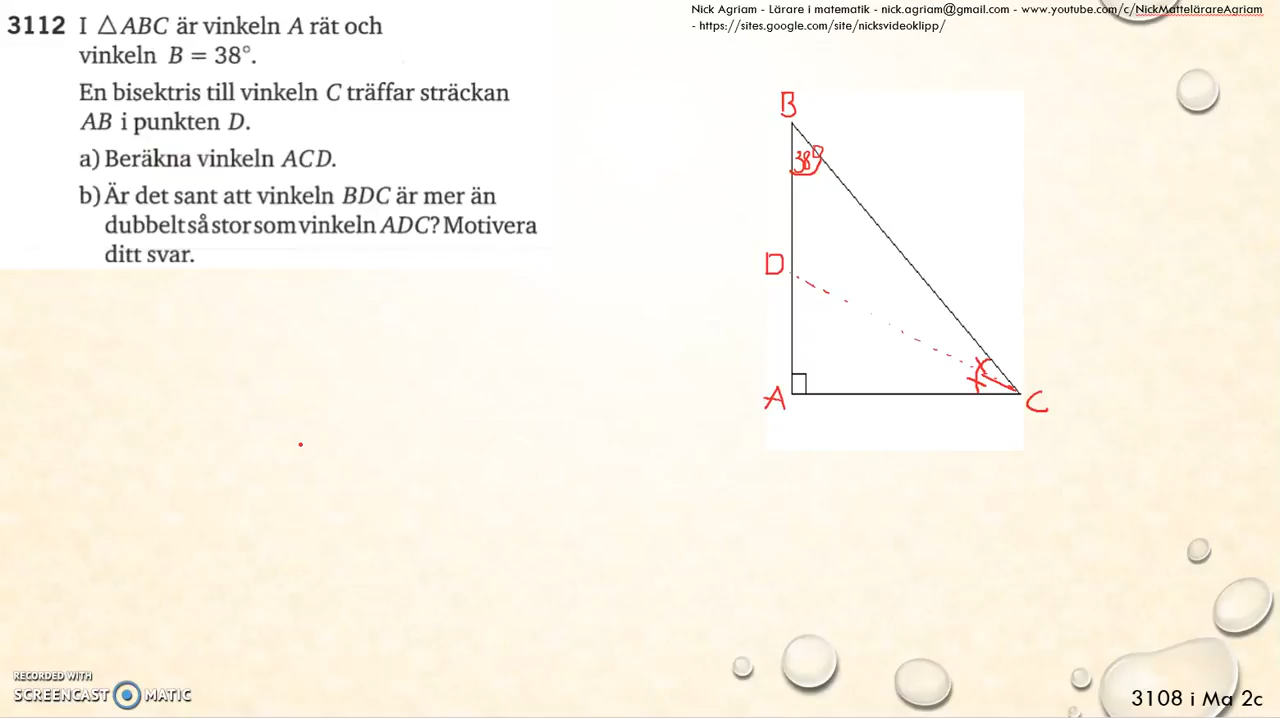 3112 I △ABC är vinkeln A rät och
vinkeln B = 38°.
En bisektris till vinkeln C träffar sträckan
AB i punkten D.
a) Beräkna vinkeln ACD.
b) Är det sant att vinkeln BDC är mer än
dubbelt så stor som vinkeln ADC? Motivera
ditt svar.
Nick Agriam - Lärare i matematik - nick.agriam@gmail.com - www.youtube.com/c/NickMattelärareAgriam
- https://sites.google.com/site/nicksvideoklipp/
B
38°
D
x
x
A
C
RECORDED WITH
SCREENCAST MATIC
3108 i Ma 2c